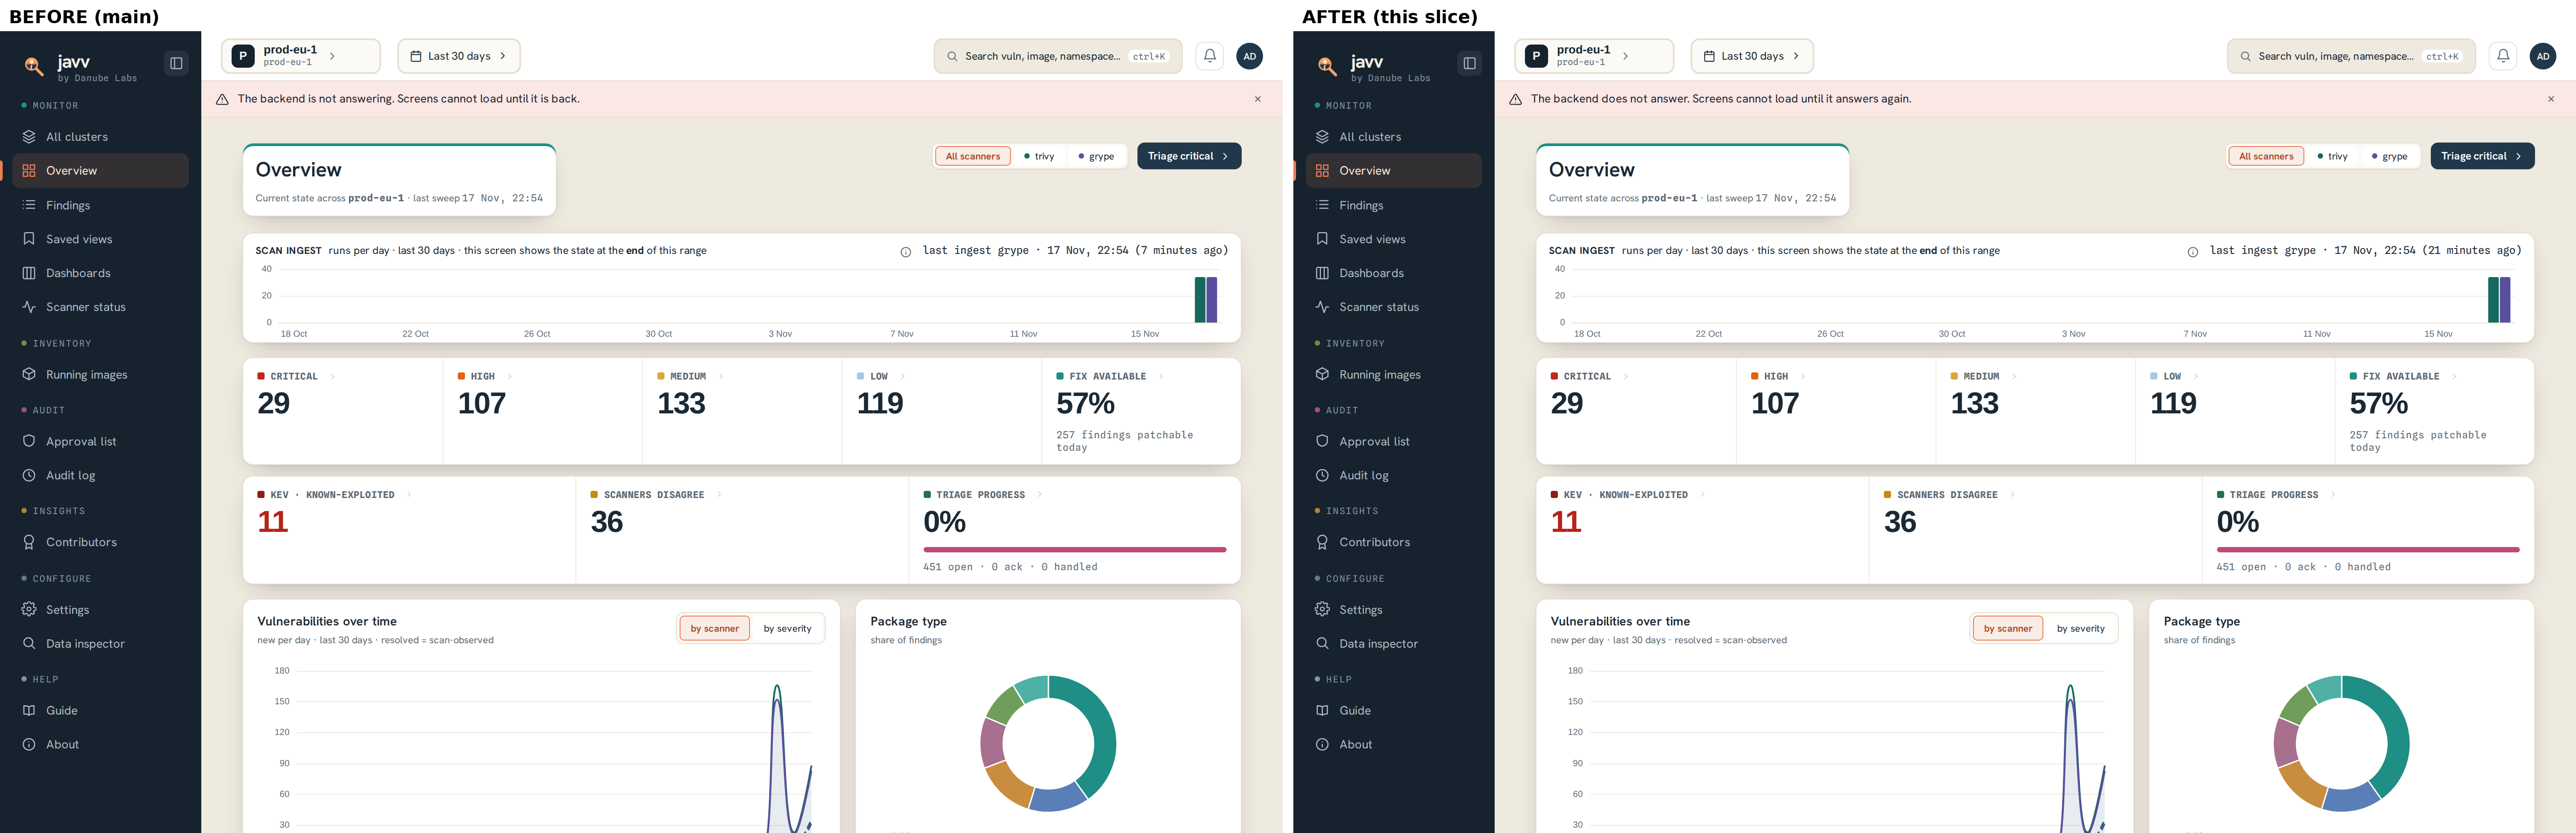 BEFORE (main)
javv
by Danube Labs
MONITOR
All clusters
Overview
Findings
Saved views
Dashboards
Scanner status
INVENTORY
Running images
AUDIT
Approval list
Audit log
INSIGHTS
Contributors
CONFIGURE
Settings
Data inspector
HELP
Guide
About
P
prod-eu-1
prod-eu-1
Last 30 days
Search vuln, image, namespace... ctrl+K
AD
The backend is not answering. Screens cannot load until it is back.
Overview
Current state across prod-eu-1 · last sweep 17 Nov, 22:54
All scanners trivy grype
Triage critical
SCAN INGEST runs per day · last 30 days · this screen shows the state at the end of this range
last ingest grype · 17 Nov, 22:54 (7 minutes ago)
40
20
0
18 Oct 22 Oct 26 Oct 30 Oct 3 Nov 7 Nov 11 Nov 15 Nov
CRITICAL
29
HIGH
107
MEDIUM
133
LOW
119
FIX AVAILABLE
57%
257 findings patchable
today
KEV · KNOWN-EXPLOITED
11
SCANNERS DISAGREE
36
TRIAGE PROGRESS
0%
451 open · 0 ack · 0 handled
Vulnerabilities over time
new per day · last 30 days · resolved = scan-observed
by scanner by severity
180
150
120
90
60
30
Package type
share of findings
AFTER (this slice)
javv
by Danube Labs
MONITOR
All clusters
Overview
Findings
Saved views
Dashboards
Scanner status
INVENTORY
Running images
AUDIT
Approval list
Audit log
INSIGHTS
Contributors
CONFIGURE
Settings
Data inspector
HELP
Guide
About
P
prod-eu-1
prod-eu-1
Last 30 days
Search vuln, image, namespace... ctrl+K
AD
The backend does not answer. Screens cannot load until it answers again.
Overview
Current state across prod-eu-1 · last sweep 17 Nov, 22:54
All scanners trivy grype
Triage critical
SCAN INGEST runs per day · last 30 days · this screen shows the state at the end of this range
last ingest grype · 17 Nov, 22:54 (21 minutes ago)
40
20
0
18 Oct 22 Oct 26 Oct 30 Oct 3 Nov 7 Nov 11 Nov 15 Nov
CRITICAL
29
HIGH
107
MEDIUM
133
LOW
119
FIX AVAILABLE
57%
257 findings patchable
today
KEV · KNOWN-EXPLOITED
11
SCANNERS DISAGREE
36
TRIAGE PROGRESS
0%
451 open · 0 ack · 0 handled
Vulnerabilities over time
new per day · last 30 days · resolved = scan-observed
by scanner by severity
180
150
120
90
60
30
Package type
share of findings